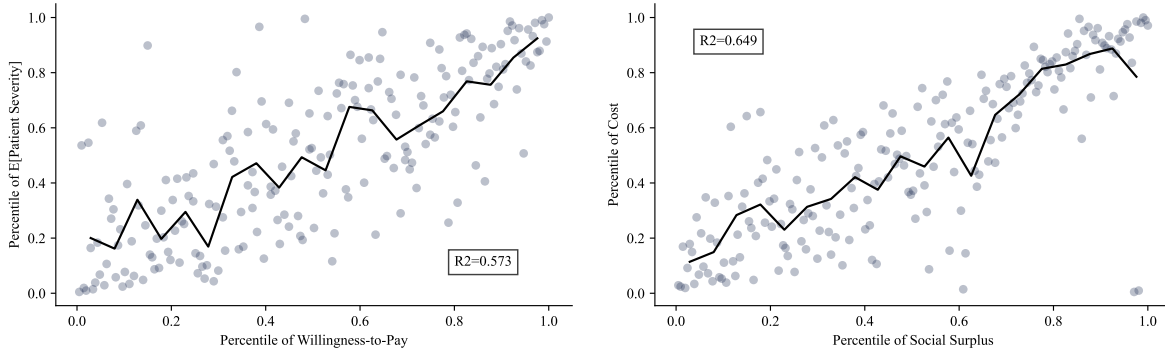 Percentile of E[Patient Severity]
1.0
0.8
0.6
0.4
0.2
0.0
R2=0.573
0.0 0.2 0.4 0.6 0.8 1.0
Percentile of Willingness-to-Pay
Percentile of Cost
1.0
0.8
0.6
0.4
0.2
0.0
R2=0.649
0.0 0.2 0.4 0.6 0.8 1.0
Percentile of Social Surplus